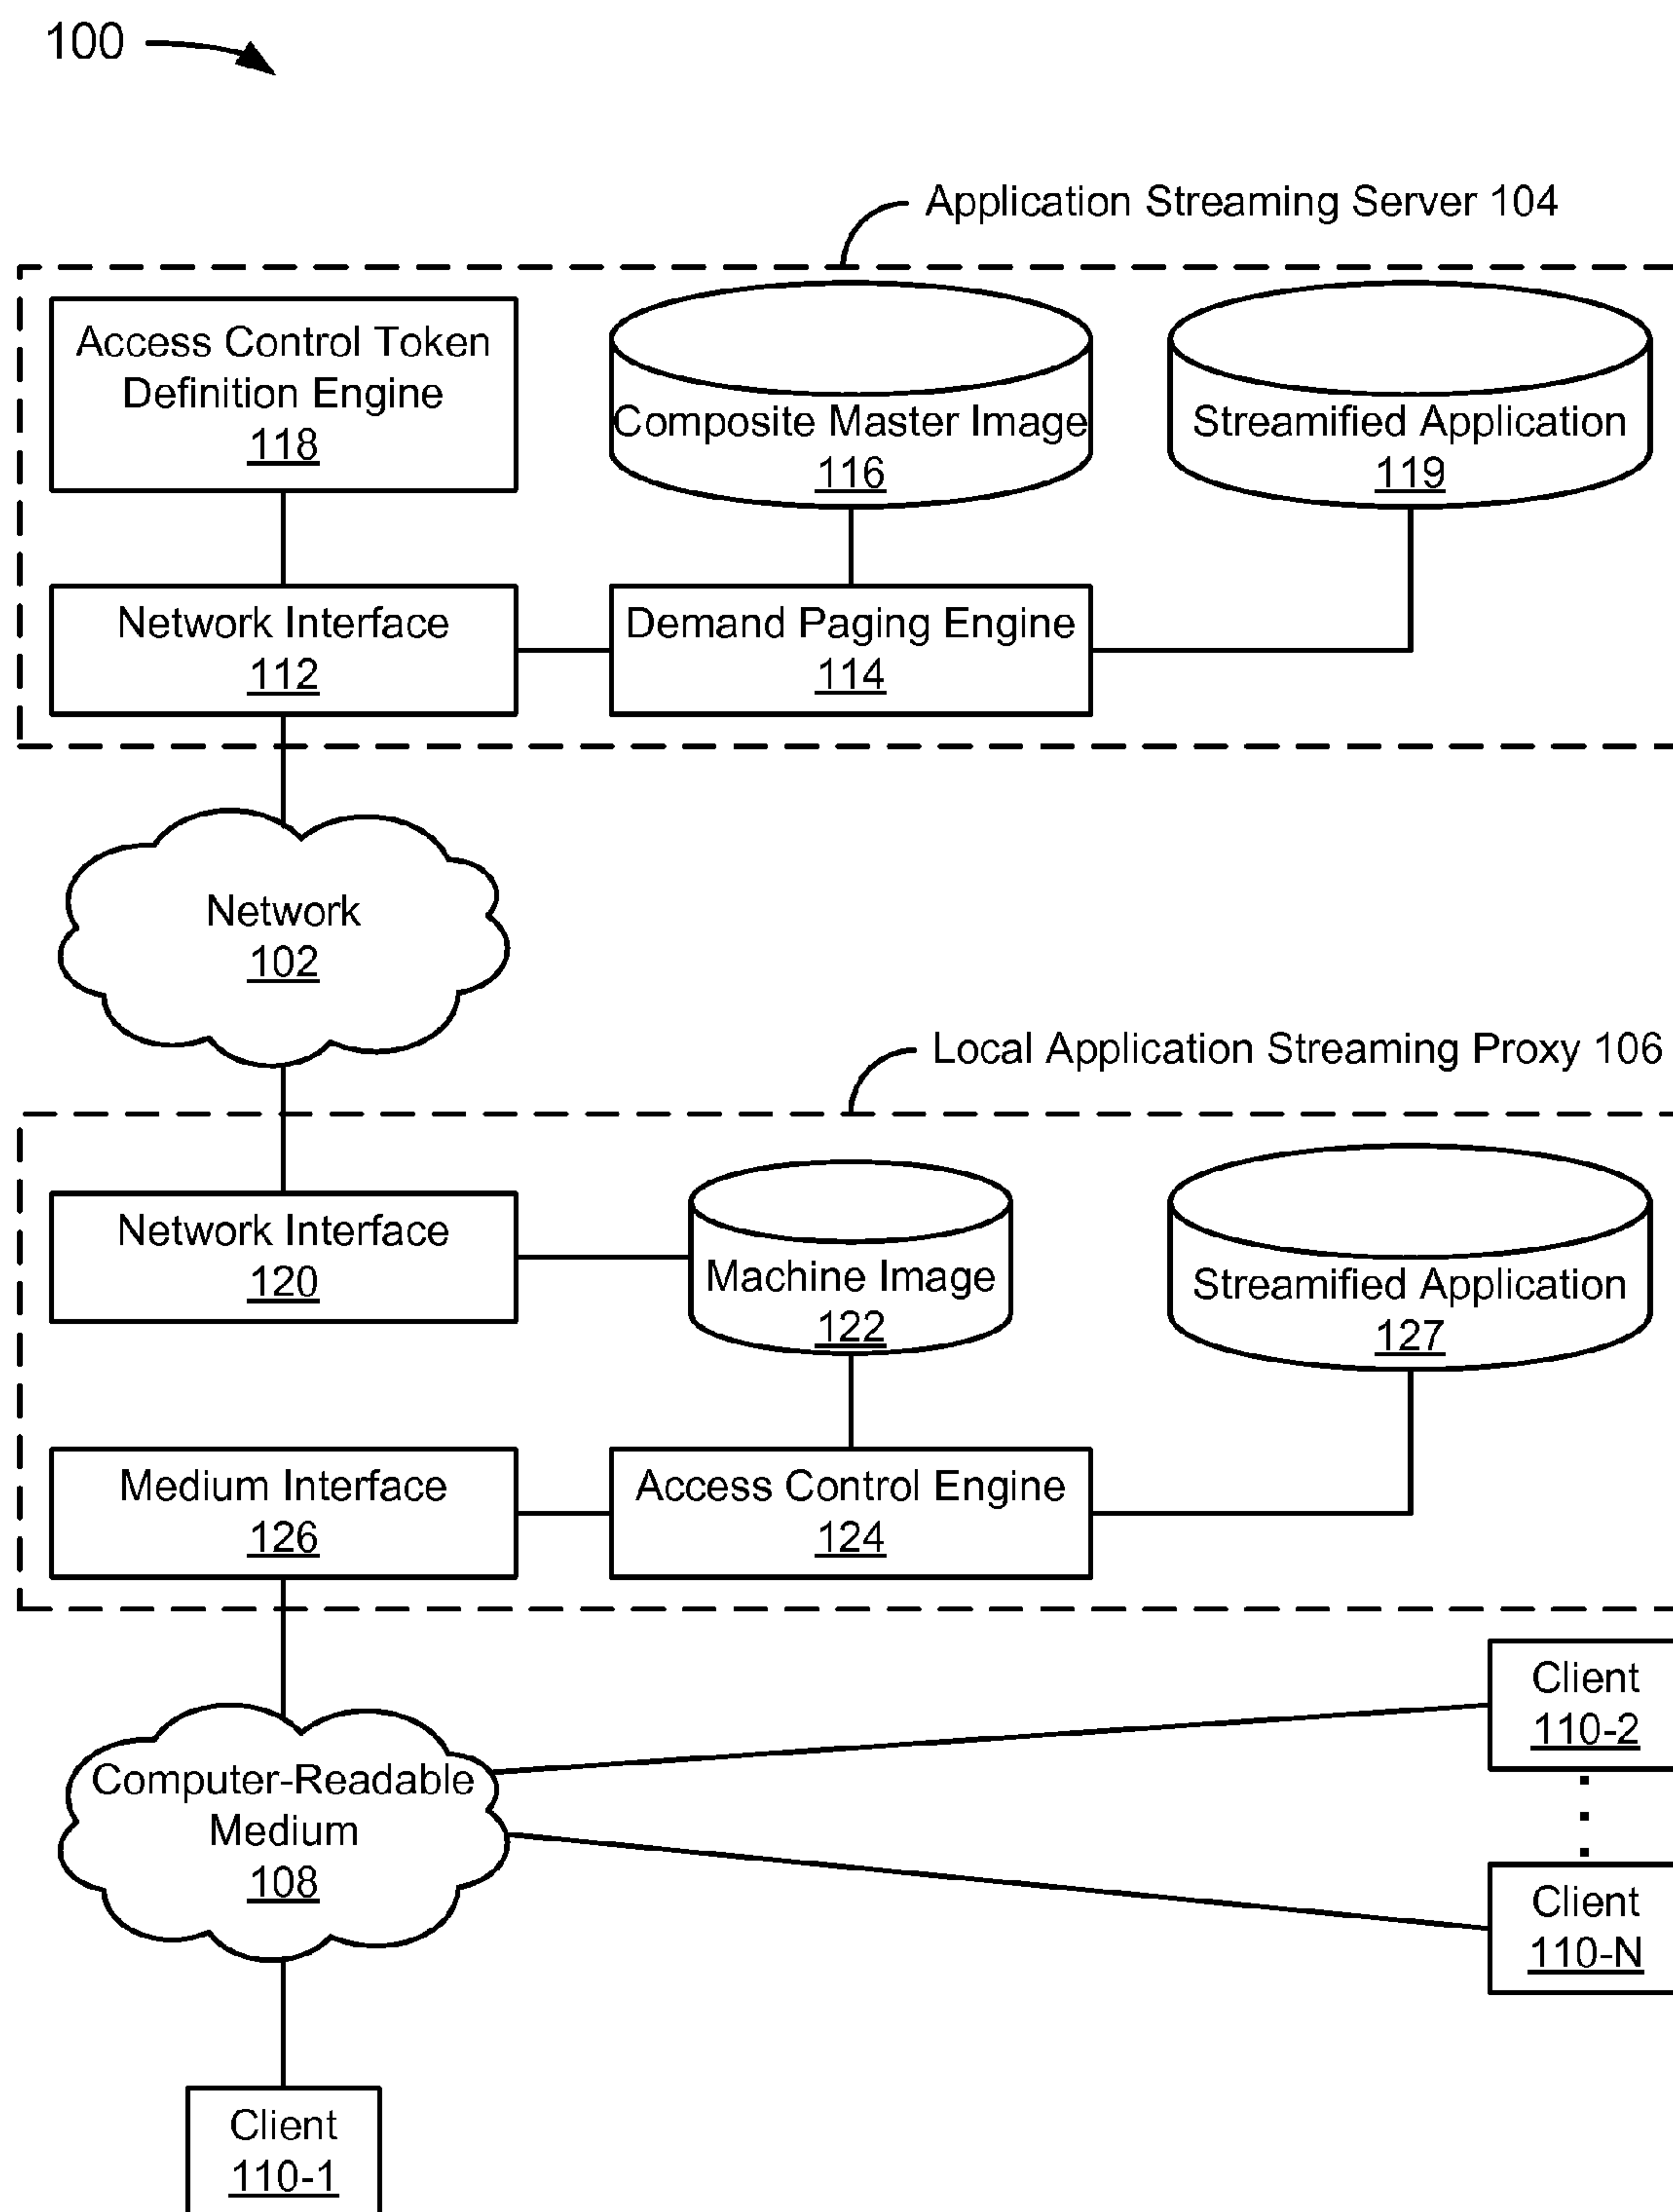 100
Application Streaming Server 104
Access Control Token
Definition Engine
118
Composite Master Image
116
Streamified Application
119
Network Interface
112
Demand Paging Engine
114
Network
102
Local Application Streaming Proxy 106
Network Interface
120
Machine Image
122
Streamified Application
127
Medium Interface
126
Access Control Engine
124
Client
110-2
Computer-Readable
Medium
108
Client
110-N
Client
110-1